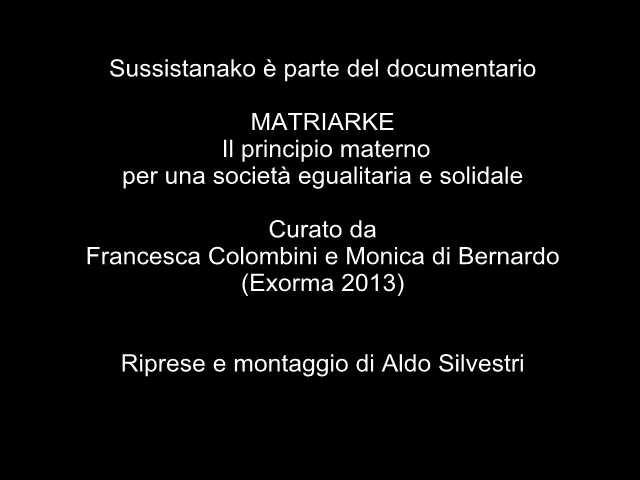 Sussistanako è parte del documentario
MATRIARKE
Il principio materno
per una società egualitaria e solidale
Curato da
Francesca Colombini e Monica di Bernardo
(Exorma 2013)
Riprese e montaggio di Aldo Silvestri